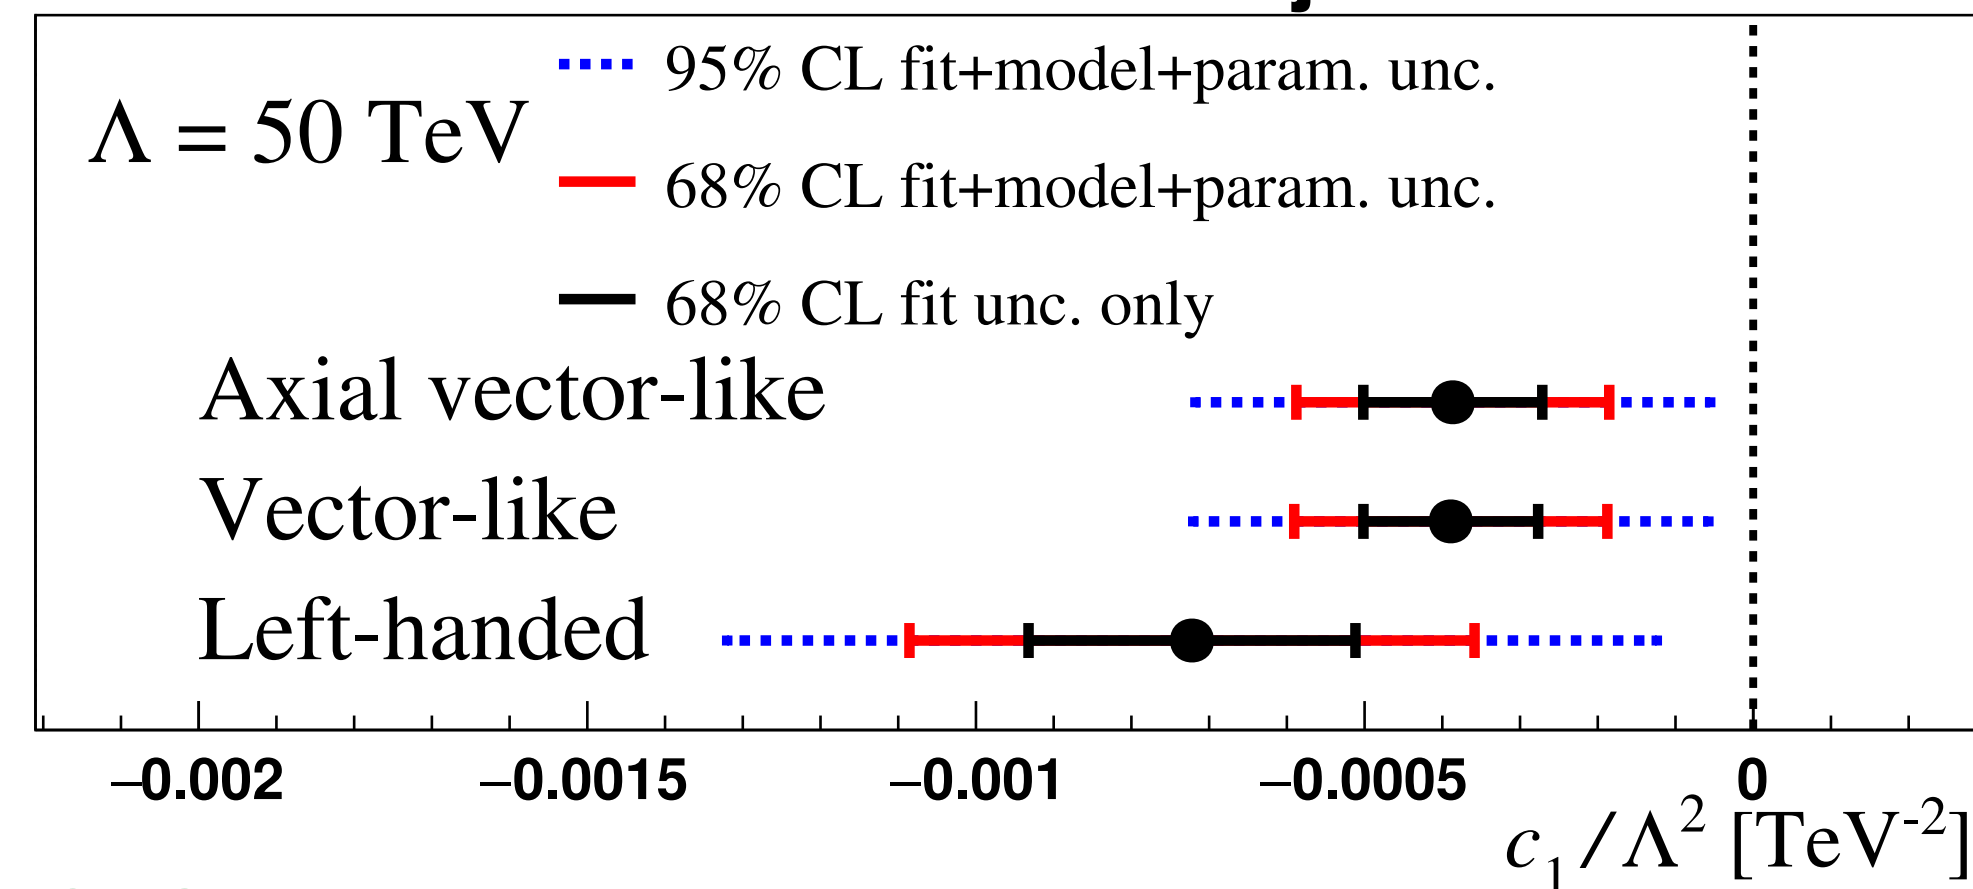 95% CL fit+model+param. unc.
Λ = 50 TeV
68% CL fit+model+param. unc.
68% CL fit unc. only
Axial vector-like
Vector-like
Left-handed
−0.002 −0.0015 −0.001 −0.0005 0
c₁/Λ² [TeV⁻²]